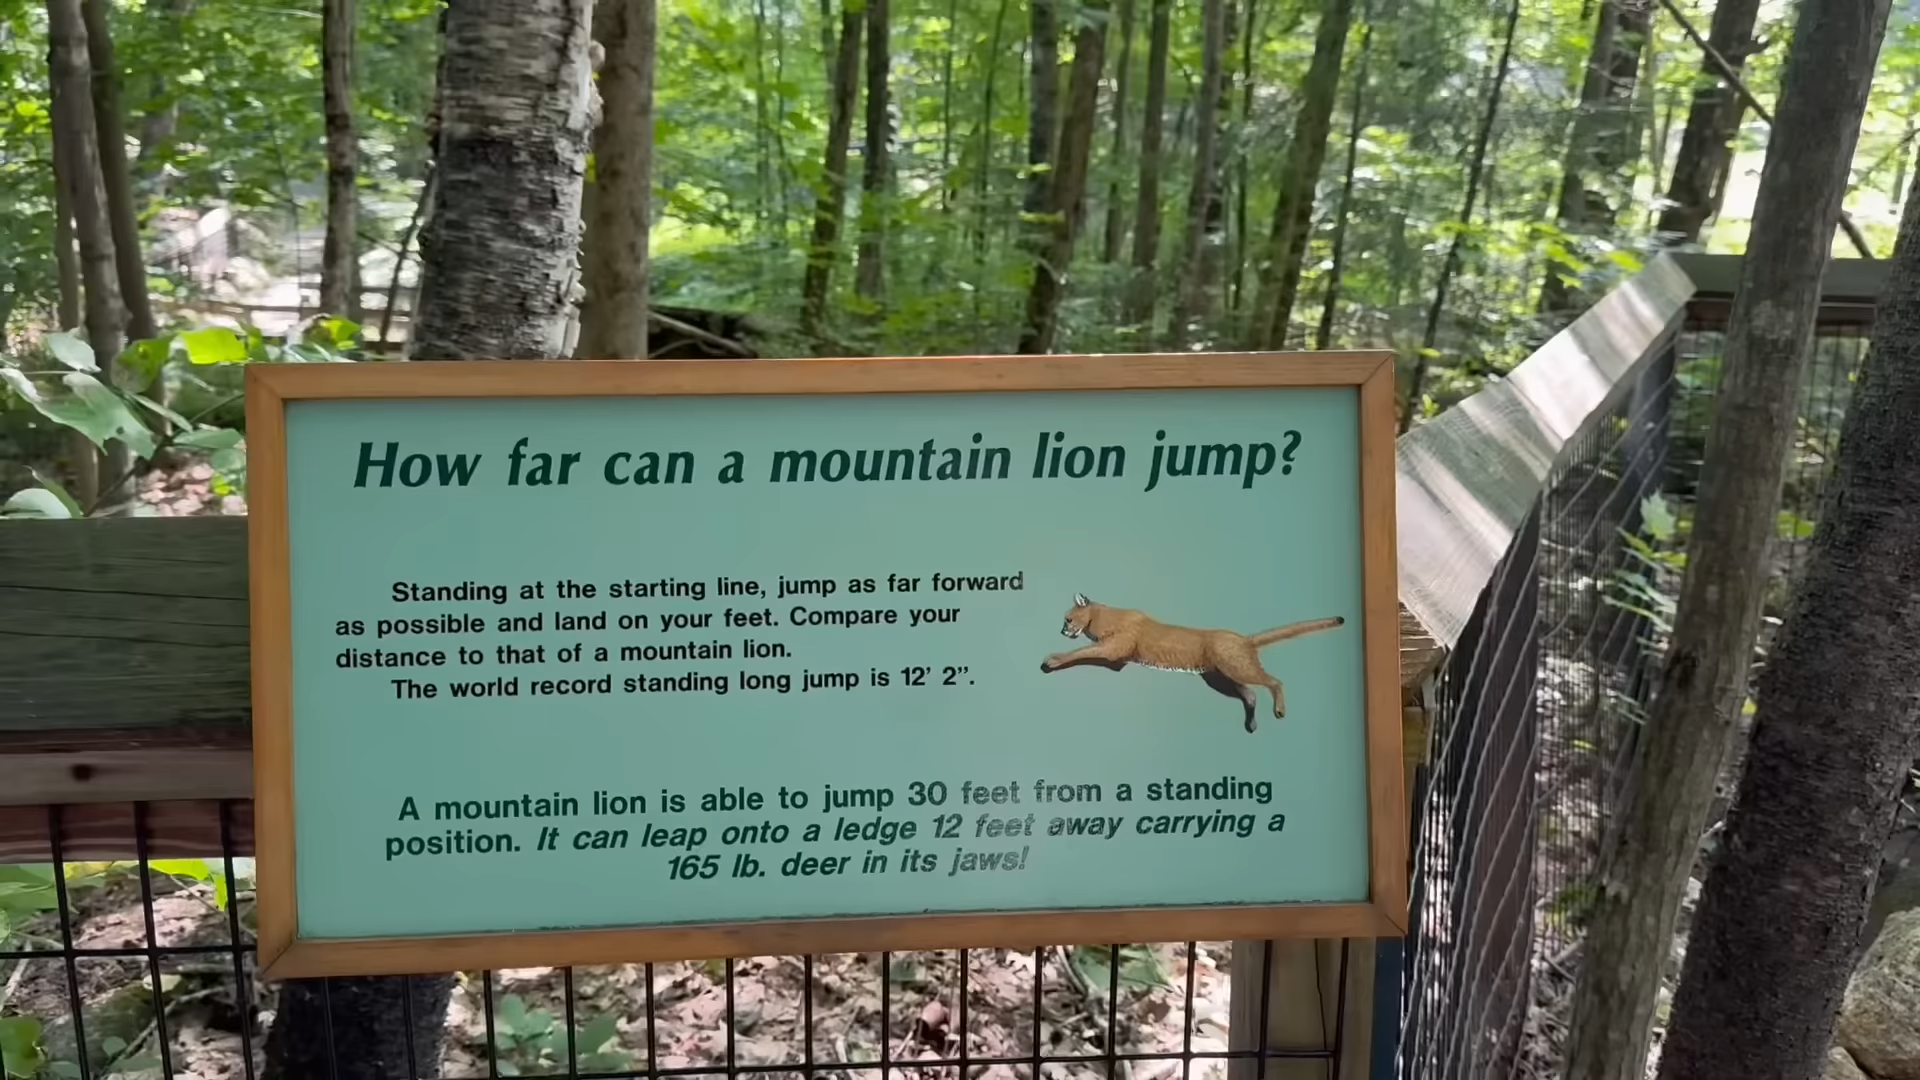 How far can a mountain lion jump?
Standing at the starting line, jump as far forward
as possible and land on your feet. Compare your
distance to that of a mountain lion.
The world record standing long jump is 12’ 2”.
A mountain lion is able to jump 30 feet from a standing
position. It can leap onto a ledge 12 feet away carrying a
165 lb. deer in its jaws!